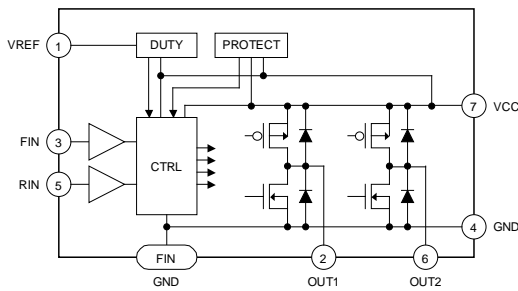 DUTY PROTECT
VREF 1
7 VCC
FIN 3
CTRL
RIN 5
4 GND
FIN 2 6
GND OUT1 OUT2